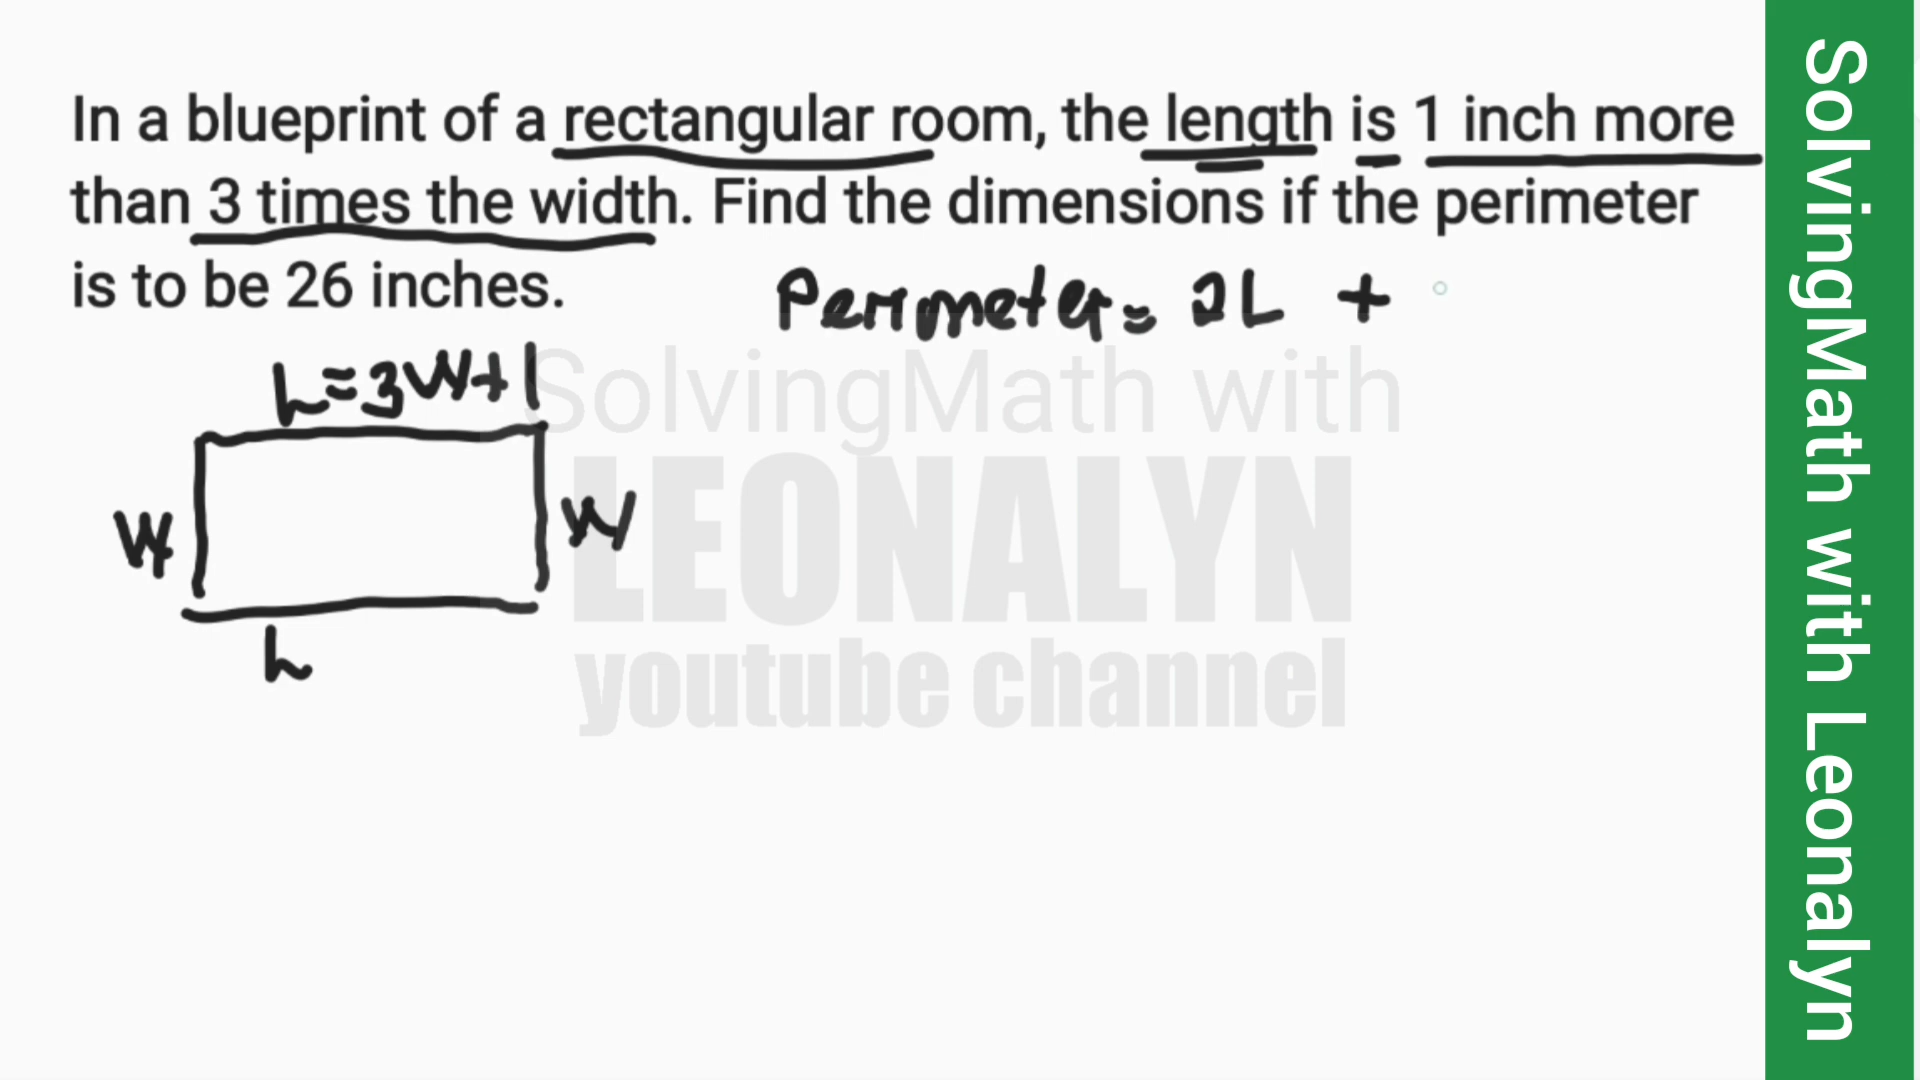 In a blueprint of a rectangular room, the length is 1 inch more
than 3 times the width. Find the dimensions if the perimeter
is to be 26 inches.
Perimeter = 2L +
L=3W+1
W
W
L
SolvingMath with
LEONALYN
youtube channel
SolvingMath with Leonalyn